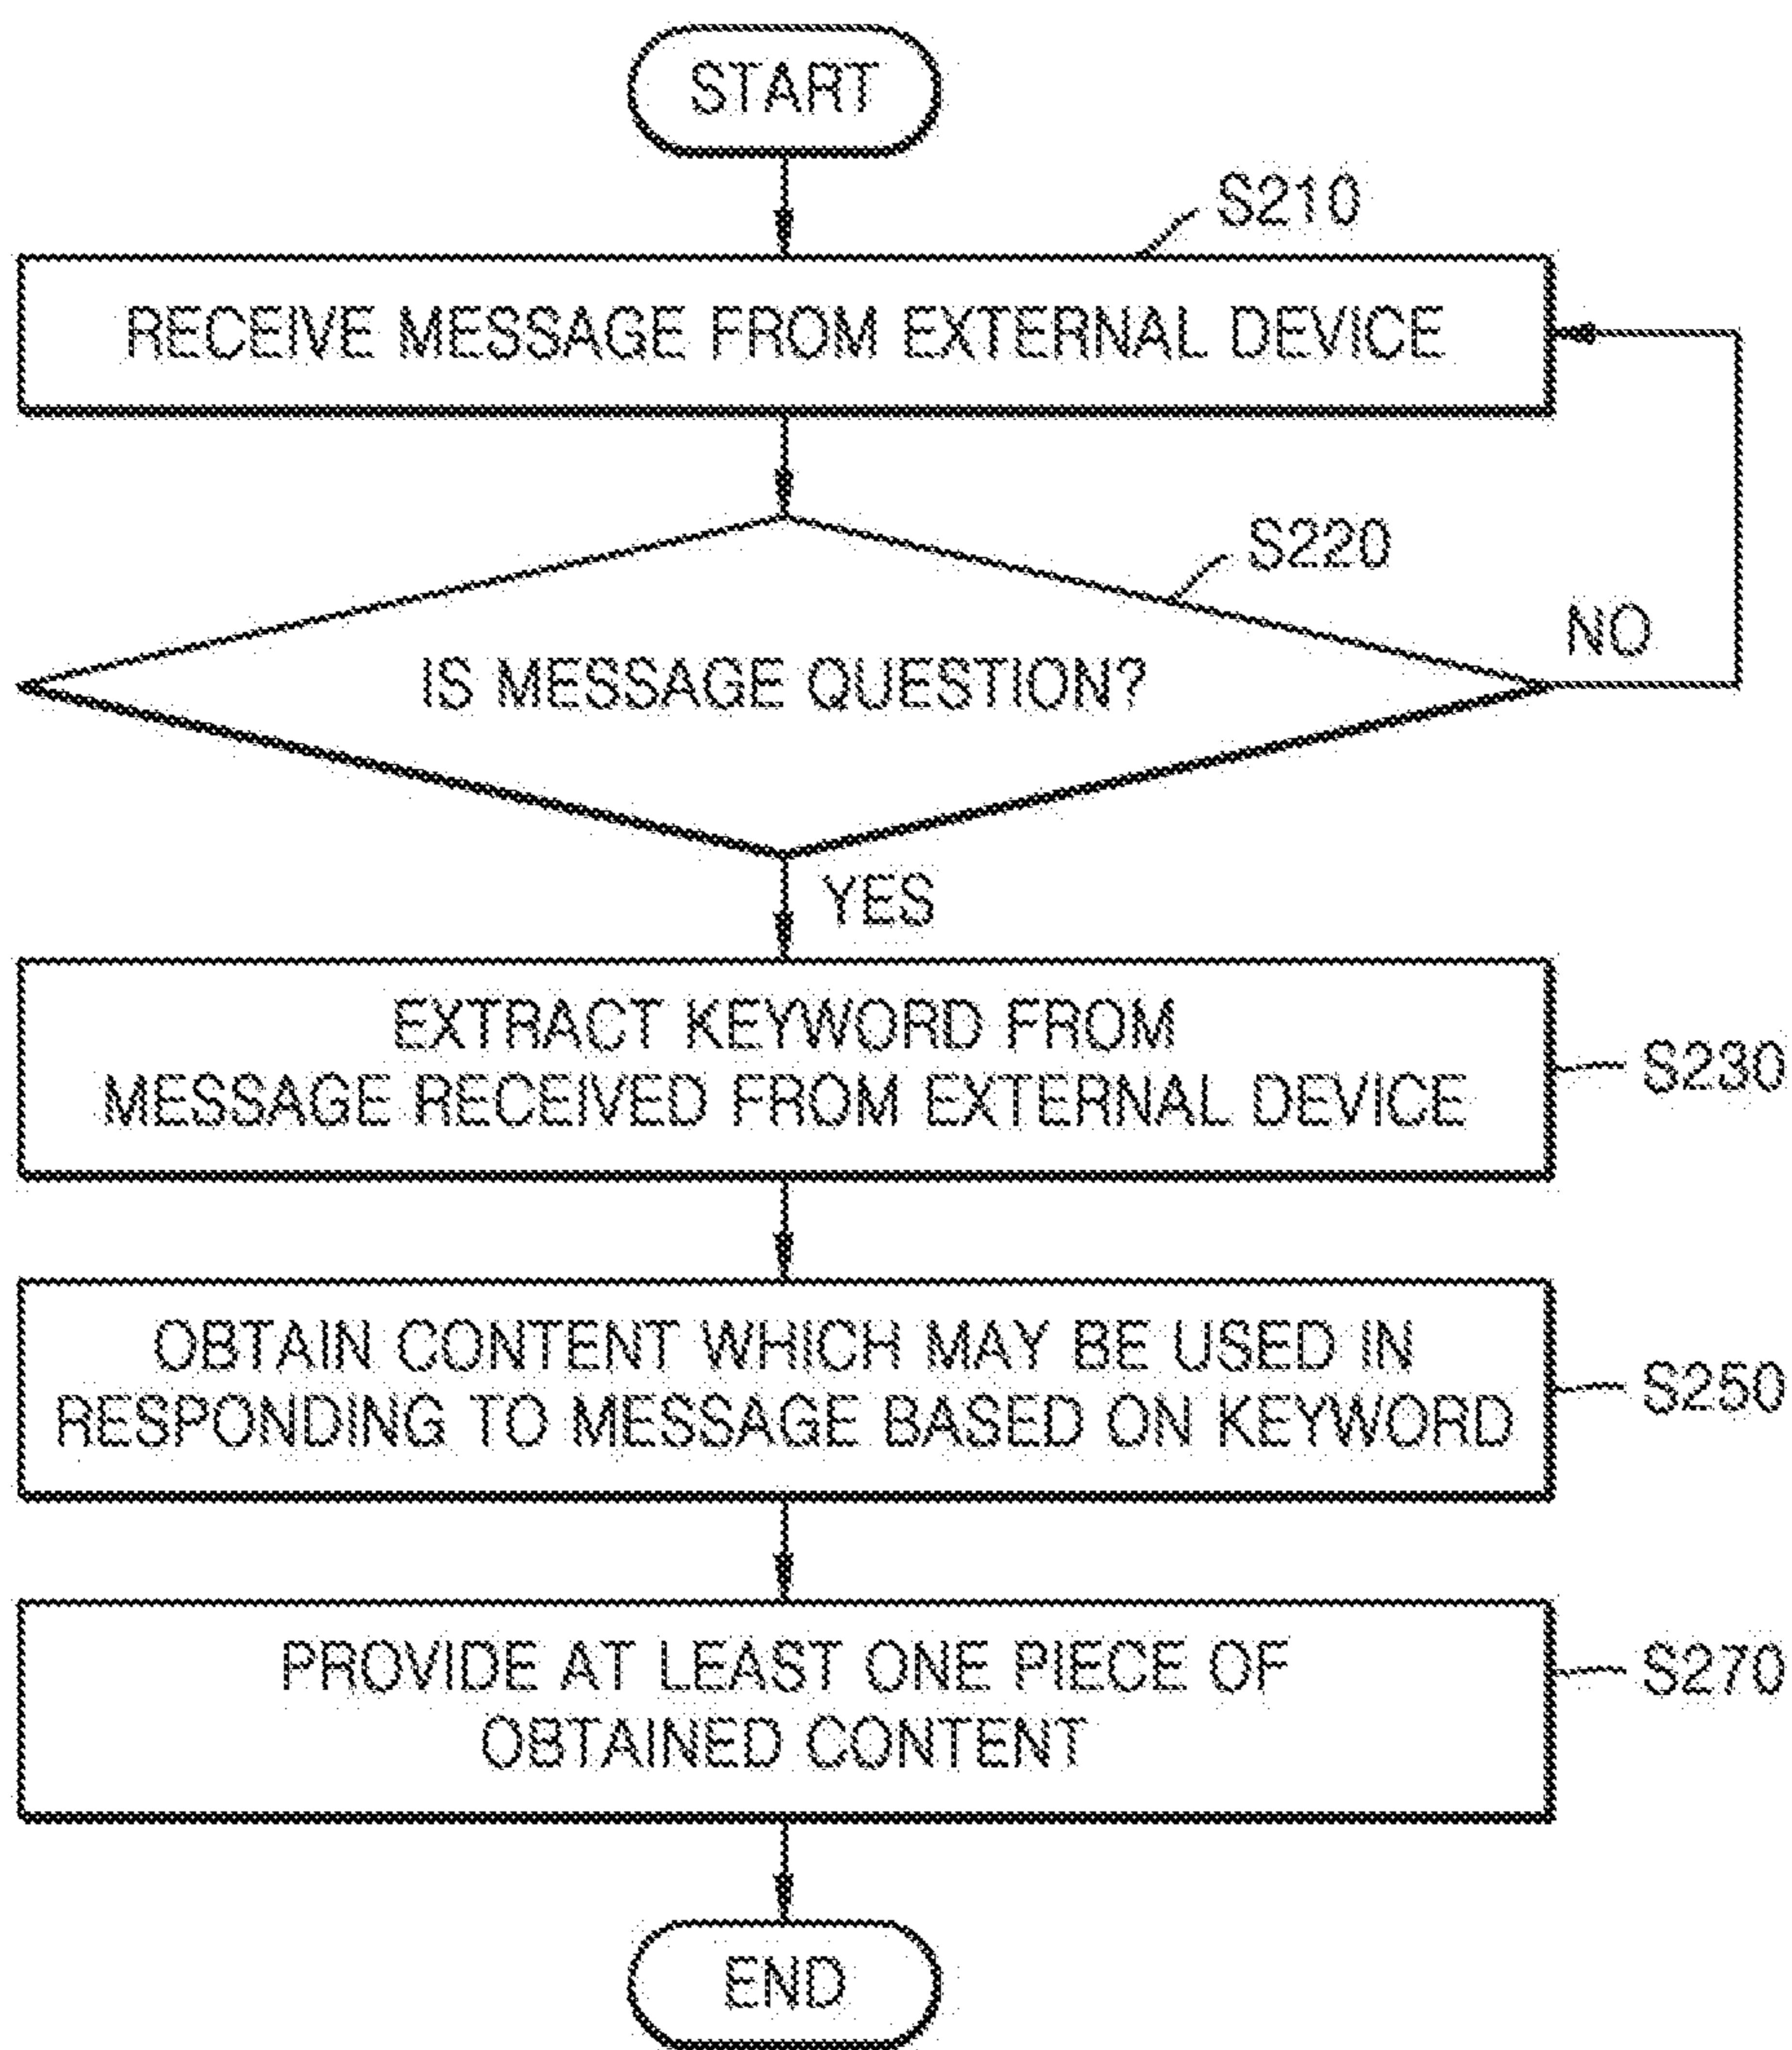 START
S210
RECEIVE MESSAGE FROM EXTERNAL DEVICE
S220
NO
IS MESSAGE QUESTION?
YES
EXTRACT KEYWORD FROM
MESSAGE RECEIVED FROM EXTERNAL DEVICE
S230
OBTAIN CONTENT WHICH MAY BE USED IN
RESPONDING TO MESSAGE BASED ON KEYWORD
S250
PROVIDE AT LEAST ONE PIECE OF
OBTAINED CONTENT
S270
END